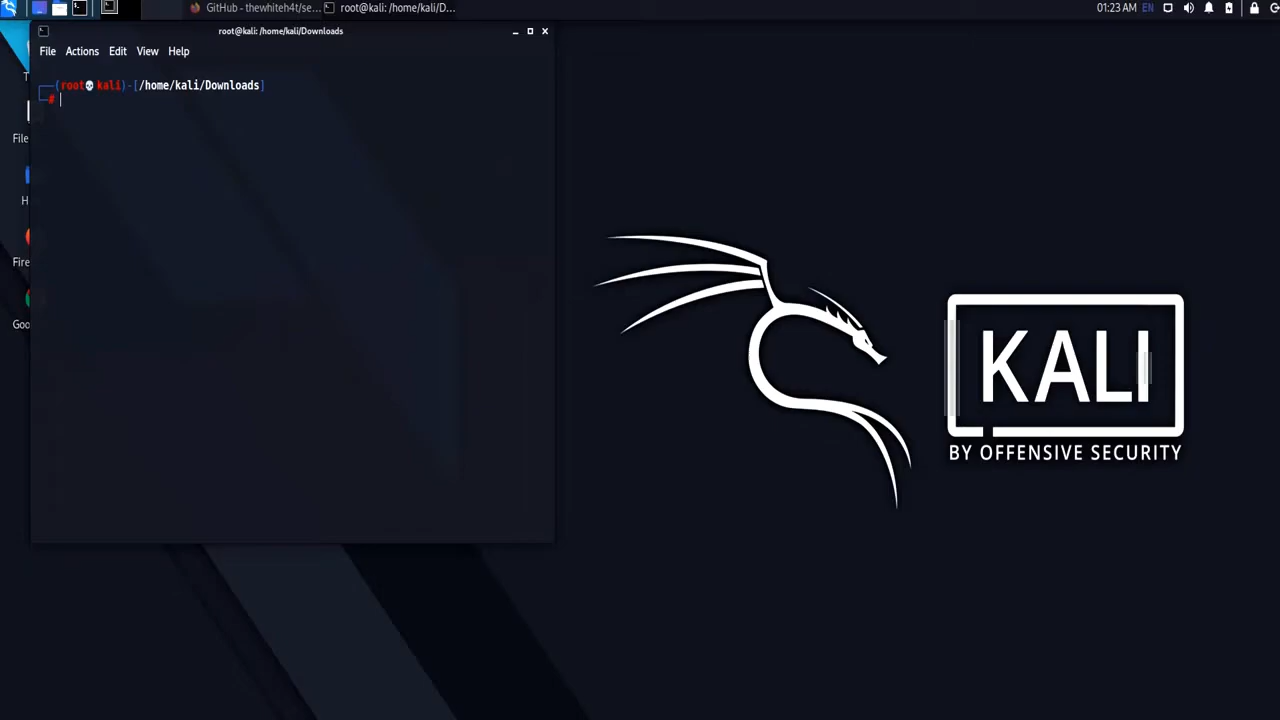 GitHub - thewhiteh4t/se...
root@kali: /home/kali/D...
01:23 AM
EN
root@kali: /home/kali/Downloads
File Actions Edit View Help
(root💀kali)-[/home/kali/Downloads]
#
T
File
H
Fire
Goo
KALI
BY OFFENSIVE SECURITY